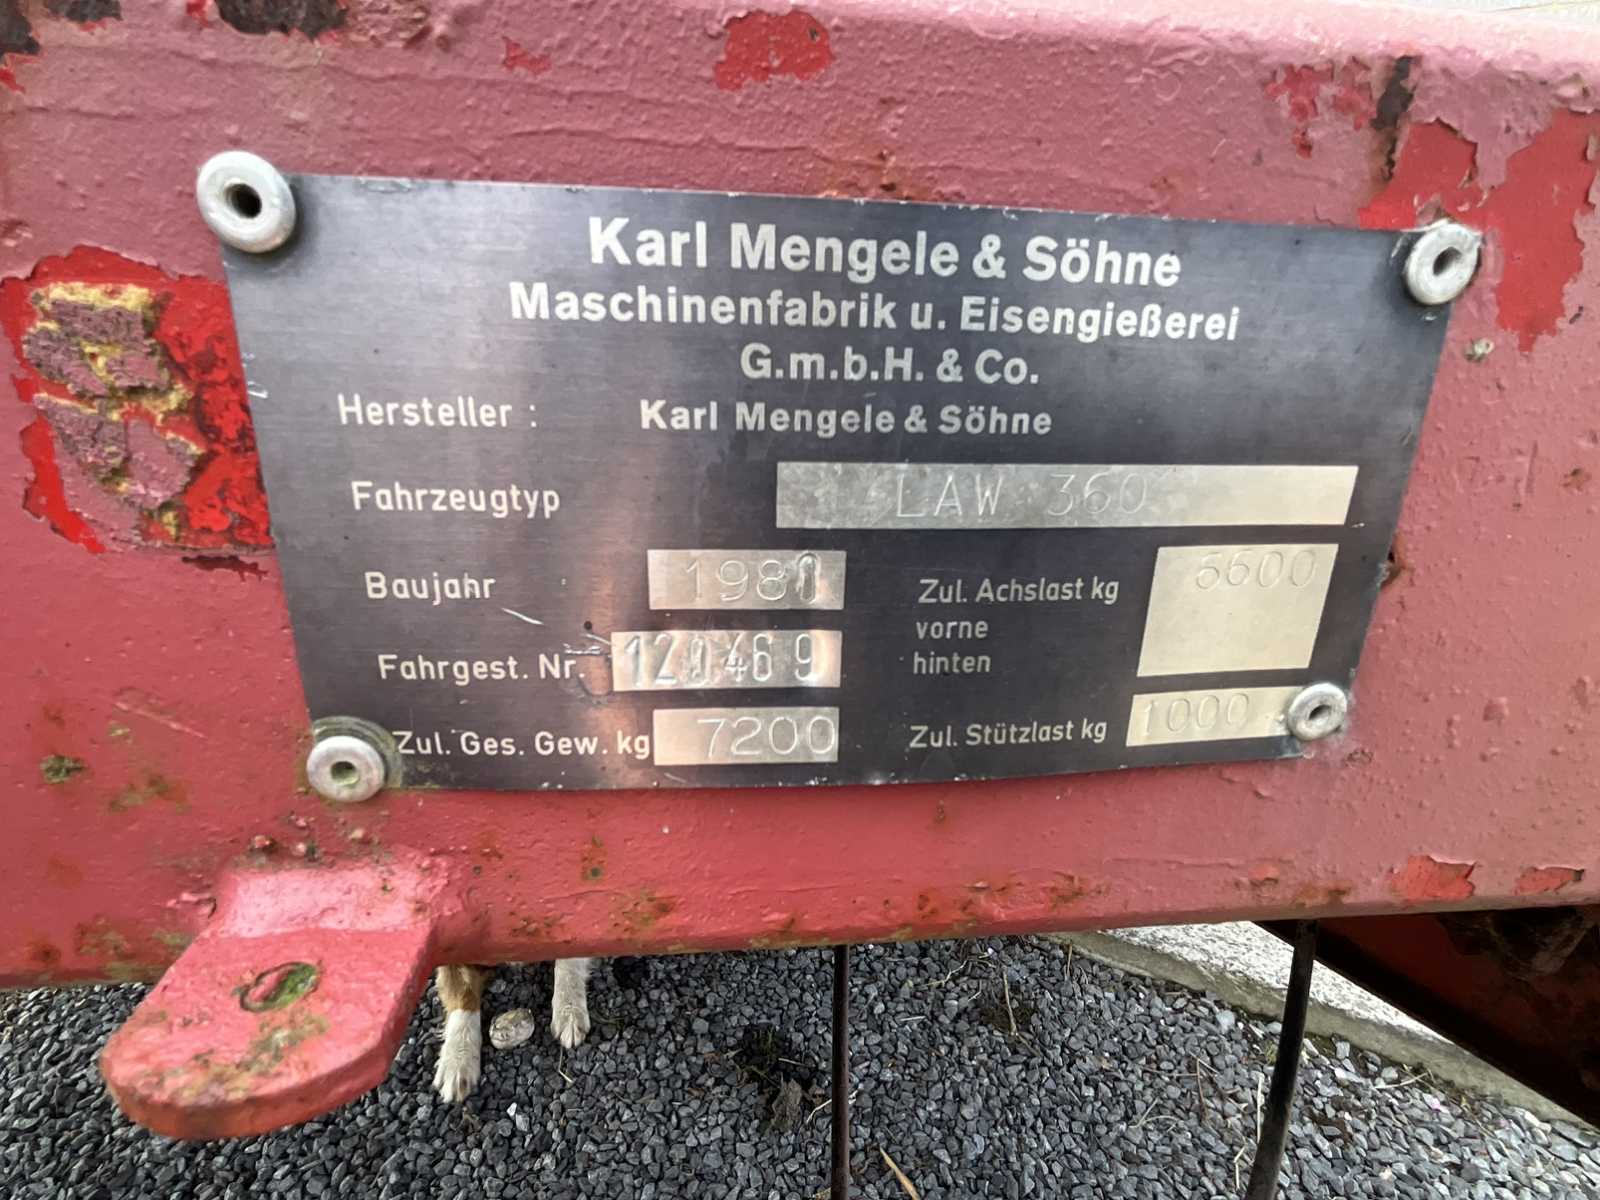 Karl Mengele & Söhne
Maschinenfabrik u. Eisengießerei
G.m.b.H. & Co.
Hersteller : Karl Mengele & Söhne
Fahrzeugtyp LAW 360
Baujahr
Fahrgest. Nr. 120469
Zul. Ges. Gew. kg 7200
Zul. Achslast kg
vorne
hinten
Zul. Stützlast kg 1000